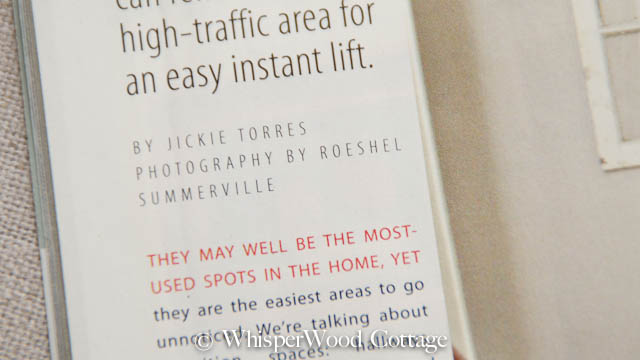 high-traffic area for
an easy instant lift.
BY JICKIE TORRES
PHOTOGRAPHY BY ROESHEL
SUMMERVILLE
THEY MAY WELL BE THE MOST-
USED SPOTS IN THE HOME, YET
they are the easiest areas to go
We're talking about
spaces:
© WhisperWood Cottage